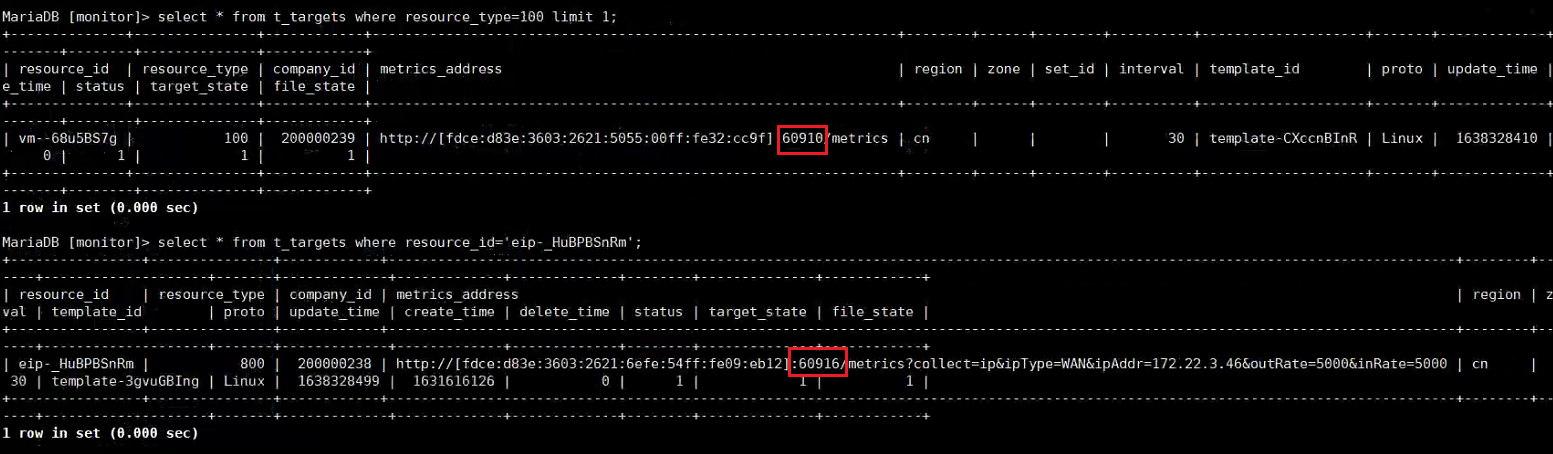 MariaDB [monitor]> select * from t_targets where resource_type=100 limit 1;
| resource_id | resource_type | company_id | metrics_address | region | zone | set_id | interval | template_id | proto | update_time |
e_time | status | target_state | file_state |
| vm--68u5BS7g | 100 | 200000239 | http://[fdce:d83e:3603:2621:5055:00ff:fe32:cc9f] 60910/metrics | cn | | | 30 | template-CXccnBInR | Linux | 1638328410 |
0 | 1 | 1 | 1 |
1 row in set (0.000 sec)
MariaDB [monitor]> select * from t_targets where resource_id='eip-_HuBPBSnRm';
| resource_id | resource_type | company_id | metrics_address | region | z
val | template_id | proto | update_time | create_time | delete_time | status | target_state | file_state |
| eip-_HuBPBSnRm | 800 | 200000238 | http://[fdce:d83e:3603:2621:6efe:54ff:fe09:eb12]:60916/metrics?collect=ip&ipType=WAN&ipAddr=172.22.3.46&outRate=5000&inRate=5000 | cn |
30 | template-3gvuGBIng | Linux | 1638328499 | 1631616126 | 0 | 1 | 1 | 1 |
1 row in set (0.000 sec)